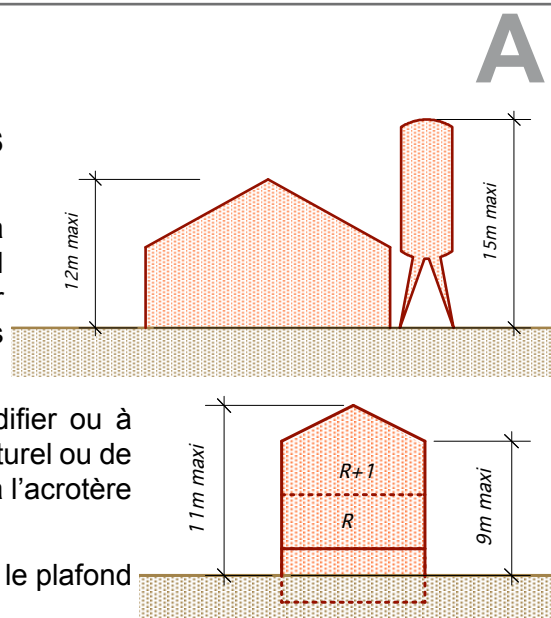 A
s
a
l
r
s
12m maxi
15m maxi
difier ou à
turel ou de
l'acrotère
le plafond
11m maxi
R+1
R
9m maxi